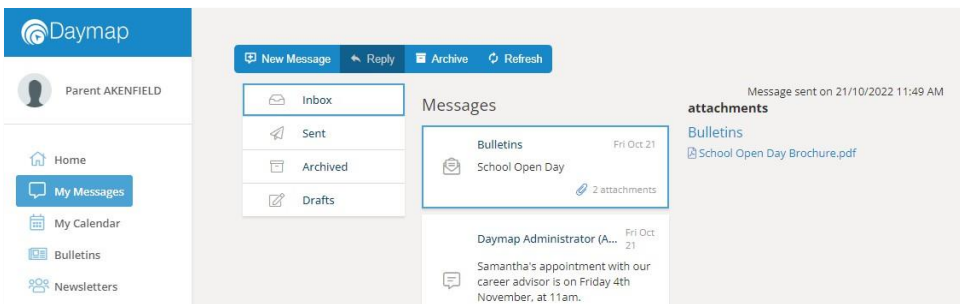 Daymap
Parent AKENFIELD
Home
My Messages
My Calendar
Bulletins
Newsletters
New Message Reply Archive Refresh
Inbox
Sent
Archived
Drafts
Messages
Bulletins Fri Oct 21
School Open Day
2 attachments
Daymap Administrator (A... Fri Oct
21
Samantha's appointment with our
career advisor is on Friday 4th
November, at 11am.
Message sent on 21/10/2022 11:49 AM
attachments
Bulletins
School Open Day Brochure.pdf